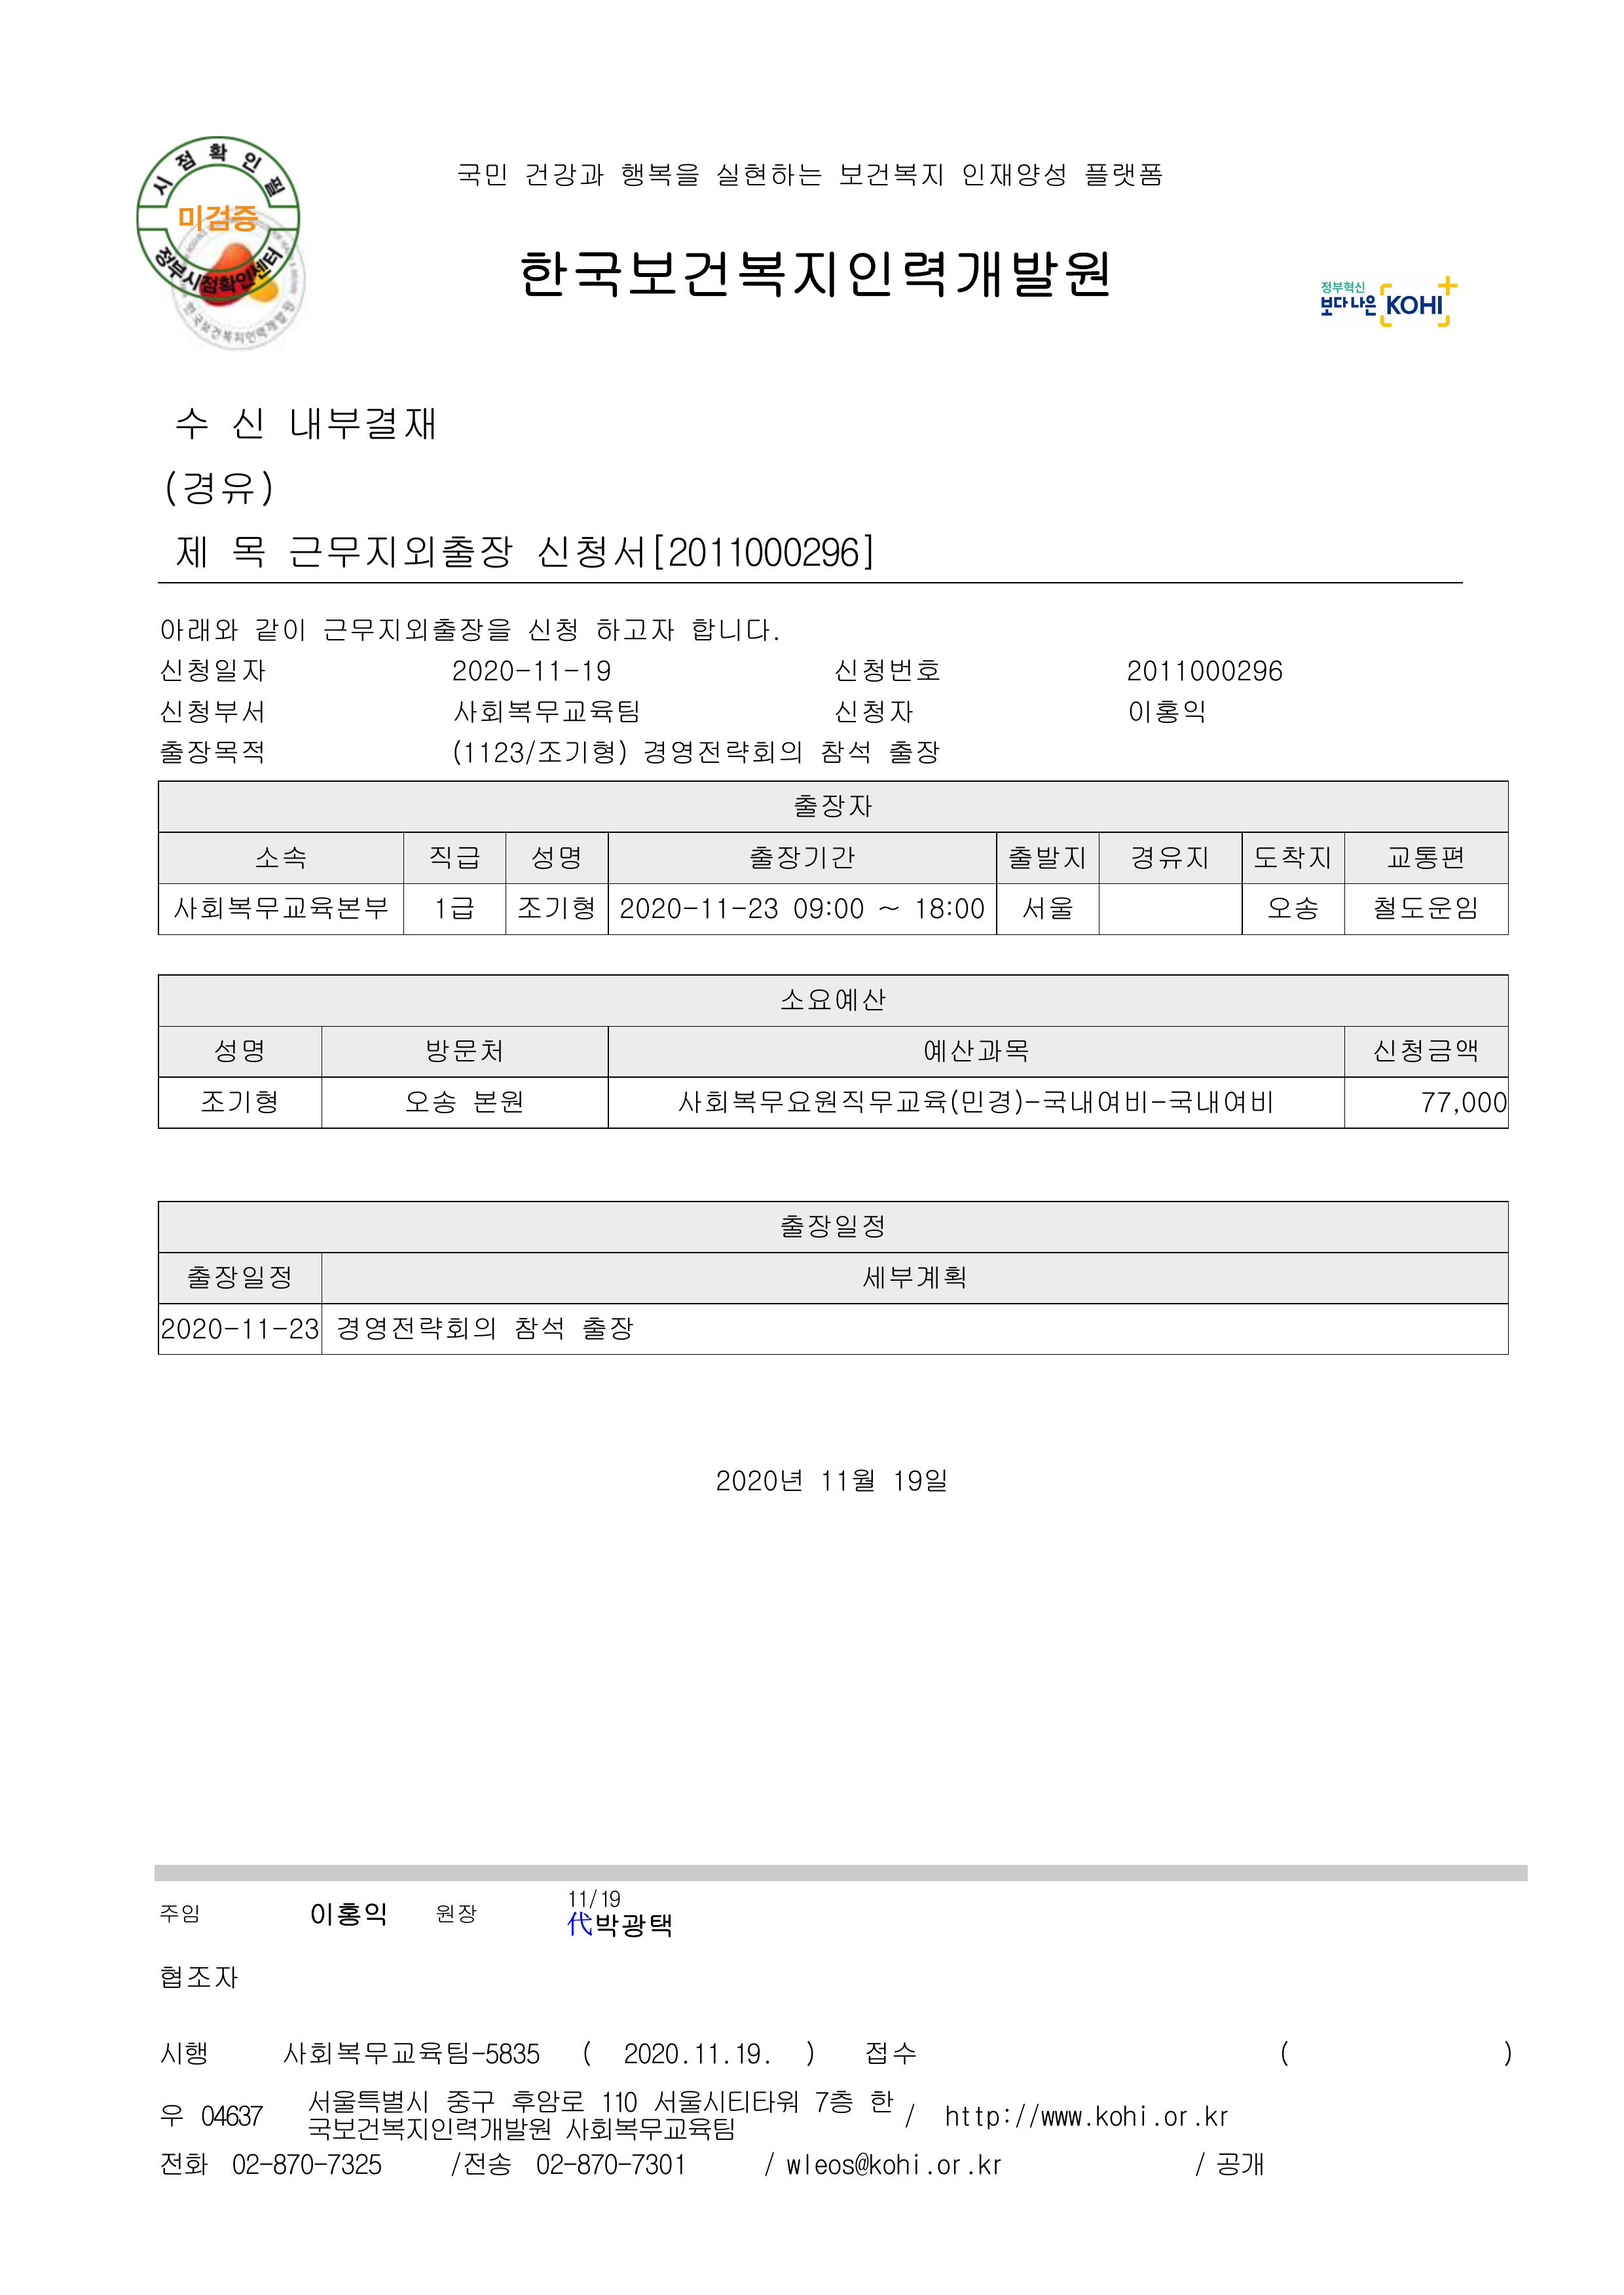 시점확인필
미검증
정부시점확인센터
한국보건복지인력개발원
국민 건강과 행복을 실현하는 보건복지 인재양성 플랫폼
한국보건복지인력개발원
정부혁신
보다 나은 KOHI
수 신 내부결재
(경유)
제 목 근무지외출장 신청서[2011000296]
아래와 같이 근무지외출장을 신청 하고자 합니다.
신청일자 2020-11-19 신청번호 2011000296
신청부서 사회복무교육팀 신청자 이홍익
출장목적 (1123/조기형) 경영전략회의 참석 출장
출장자
소속 직급 성명 출장기간 출발지 경유지 도착지 교통편
사회복무교육본부 1급 조기형 2020-11-23 09:00 ~ 18:00 서울 오송 철도운임
소요예산
성명 방문처 예산과목 신청금액
조기형 오송 본원 사회복무요원직무교육(민경)-국내여비-국내여비 77,000
출장일정
출장일정 세부계획
2020-11-23 경영전략회의 참석 출장
2020년 11월 19일
11/19
주임 이홍익 원장 代박광택
협조자
시행 사회복무교육팀-5835 ( 2020.11.19. ) 접수 ( )
우 04637 서울특별시 중구 후암로 110 서울시티타워 7층 한
국보건복지인력개발원 사회복무교육팀 / http://www.kohi.or.kr
전화 02-870-7325 /전송 02-870-7301 / wleos@kohi.or.kr / 공개